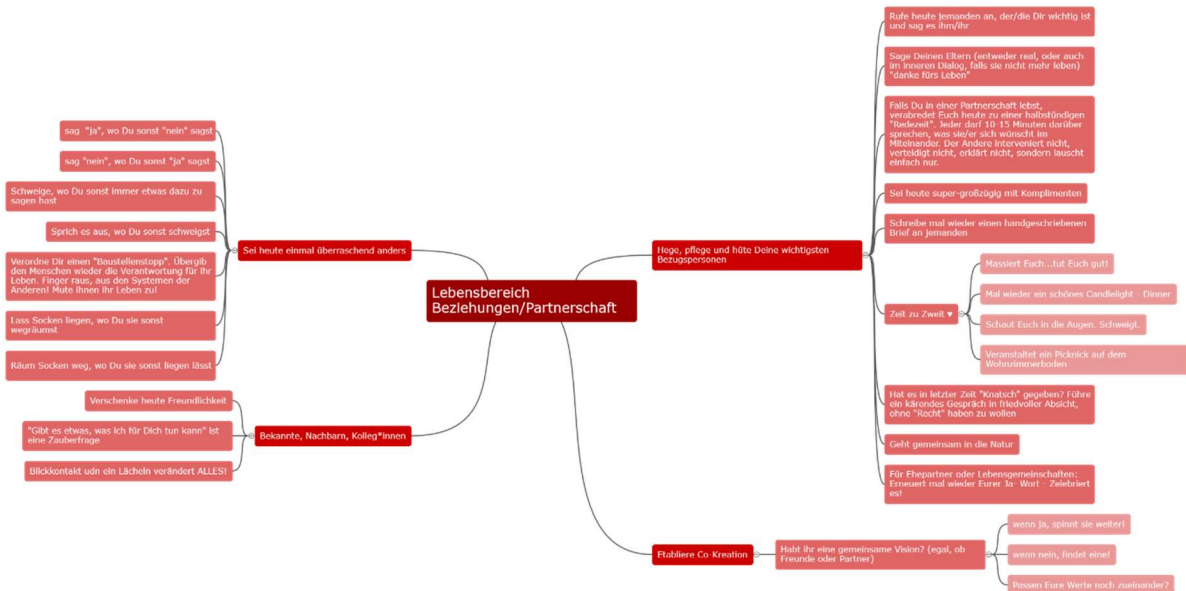 Lebensbereich
Beziehungen/Partnerschaft
Sei heute einmal überraschend anders
sag "ja", wo Du sonst "nein" sagst
sag "nein", wo Du sonst "ja" sagst
Schweige, wo Du sonst immer etwas dazu zu
sagen hast
Sprich es aus, wo Du sonst schweigst
Verordne Dir einen "Baustellenstopp". Übergib
den Menschen wieder die Verantwortung für Ihr
Leben. Finger raus, aus den Systemen der
Anderen! Mute ihnen ihr Leben zu!
Lass Socken liegen, wo Du sie sonst
wegräumst
Räum Socken weg, wo Du sie sonst liegen lässt
Bekannte, Nachbarn, Kolleg*innen
Verschenke heute Freundlichkeit
"Gibt es etwas, was ich für Dich tun kann" ist
eine Zauberfrage
Blickkontakt udn ein Lächeln verändert ALLES!
Hege, pflege und hüte Deine wichtigsten
Bezugspersonen
Rufe heute jemanden an, der/die Dir wichtig ist
und sag es ihm/ihr
Sage Deinen Eltern (entweder real, oder auch
im inneren Dialog, falls sie nicht mehr leben)
"danke fürs Leben"
Falls Du in einer Partnerschaft lebst,
verabredet Euch heute zu einer halbstündigen
"Redezeit". Jeder darf 10-15 Minuten darüber
sprechen, was sie/er sich wünscht im
Miteinander. Der Andere interveniert nicht,
verteidigt nicht, erklärt nicht, sondern lauscht
einfach nur.
Sei heute super-großzügig mit Komplimenten
Schreibe mal wieder einen handgeschriebenen
Brief an jemanden
Zeit zu Zweit ♥
Massiert Euch...tut Euch gut!
Mal wieder ein schönes Candlelight - Dinner
Schaut Euch in die Augen. Schweigt.
Veranstaltet ein Picknick auf dem
Wohnzimmerboden
Hat es in letzter Zeit "Knatsch" gegeben? Führe
ein kärendes Gespräch in friedvoller Absicht,
ohne "Recht" haben zu wollen
Geht gemeinsam in die Natur
Für Ehepartner oder Lebensgemeinschaften:
Erneuert mal wieder Eurer Ja- Wort - Zelebriert
es!
Etabliere Co-Kreation
Habt ihr eine gemeinsame Vision? (egal, ob
Freunde oder Partner)
wenn ja, spinnt sie weiter!
wenn nein, findet eine!
Passen Eure Werte noch zueinander?